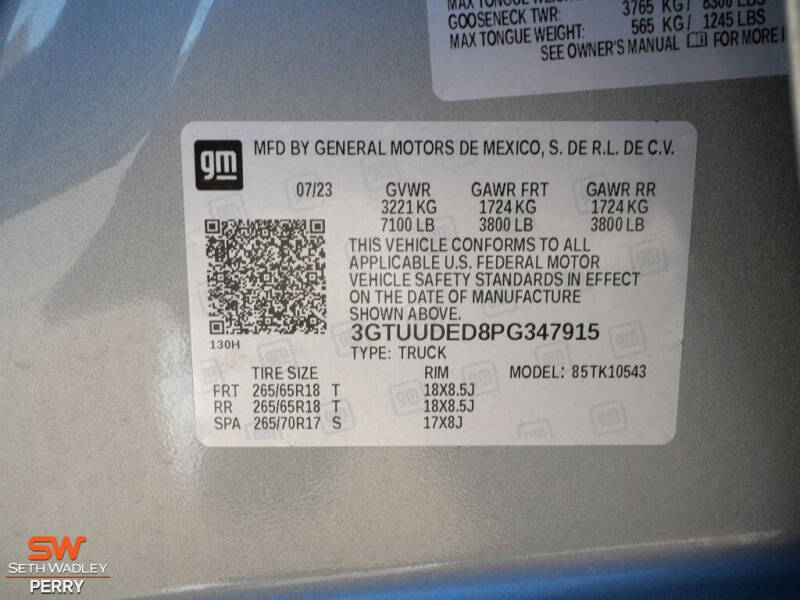 MAX TONGUE WEIGHT:
GOOSENECK TWR: 3765 KG / 8300 LBS
MAX TONGUE WEIGHT: 565 KG / 1245 LBS
SEE OWNER'S MANUAL FOR MORE
gm MFD BY GENERAL MOTORS DE MEXICO, S. DE R.L. DE C.V.
07/23 GVWR GAWR FRT GAWR RR
3221 KG 1724 KG 1724 KG
7100 LB 3800 LB 3800 LB
THIS VEHICLE CONFORMS TO ALL
APPLICABLE U.S. FEDERAL MOTOR
VEHICLE SAFETY STANDARDS IN EFFECT
ON THE DATE OF MANUFACTURE
SHOWN ABOVE.
3GTUUDED8PG347915
130H
TYPE: TRUCK
TIRE SIZE RIM MODEL: 85TK10543
FRT 265/65R18 T 18X8.5J
RR 265/65R18 T 18X8.5J
SPA 265/70R17 S 17X8J
SW
SETH WADLEY
PERRY